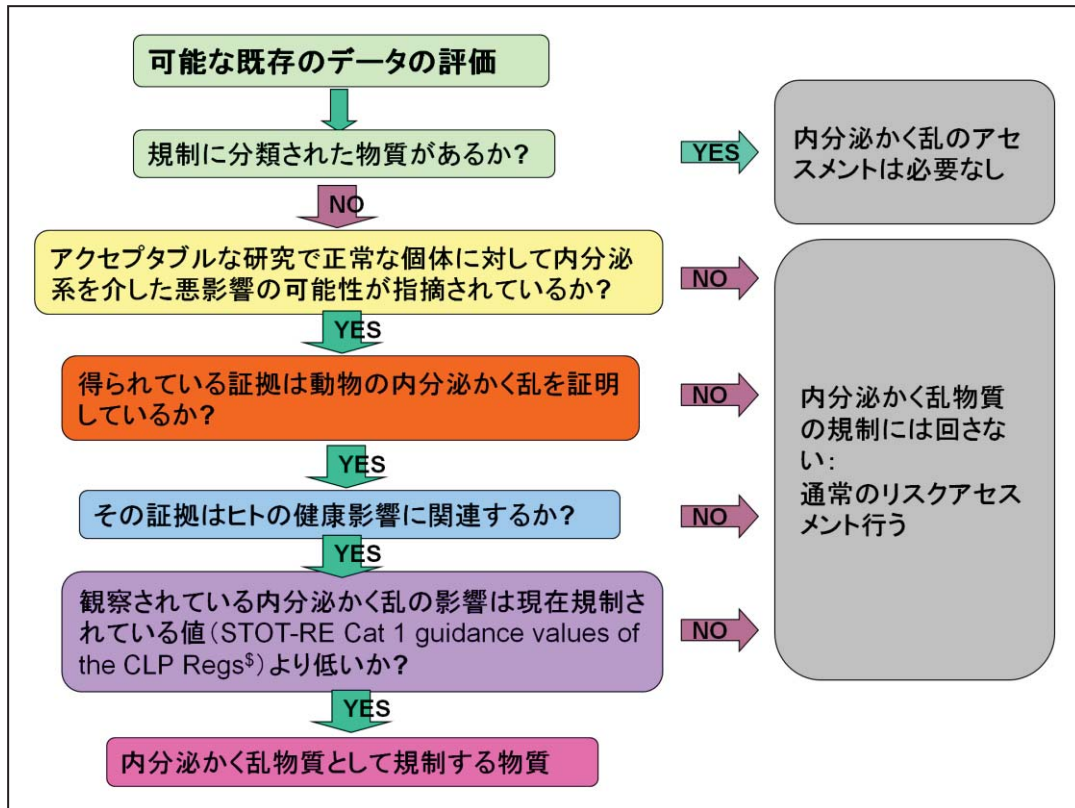 可能な既存のデータの評価
規制に分類された物質があるか?
YES
内分泌かく乱のアセ
スメントは必要なし
NO
アクセプタブルな研究で正常な個体に対して内分泌
系を介した悪影響の可能性が指摘されているか?
NO
YES
得られている証拠は動物の内分泌かく乱を証明
しているか?
NO
内分泌かく乱物質
の規制には回さな
い:
通常のリスクアセス
メント行う
YES
その証拠はヒトの健康影響に関連するか?
NO
YES
観察されている内分泌かく乱の影響は現在規制さ
れている値(STOT-RE Cat 1 guidance values of
the CLP Regs$)より低いか?
NO
YES
内分泌かく乱物質として規制する物質